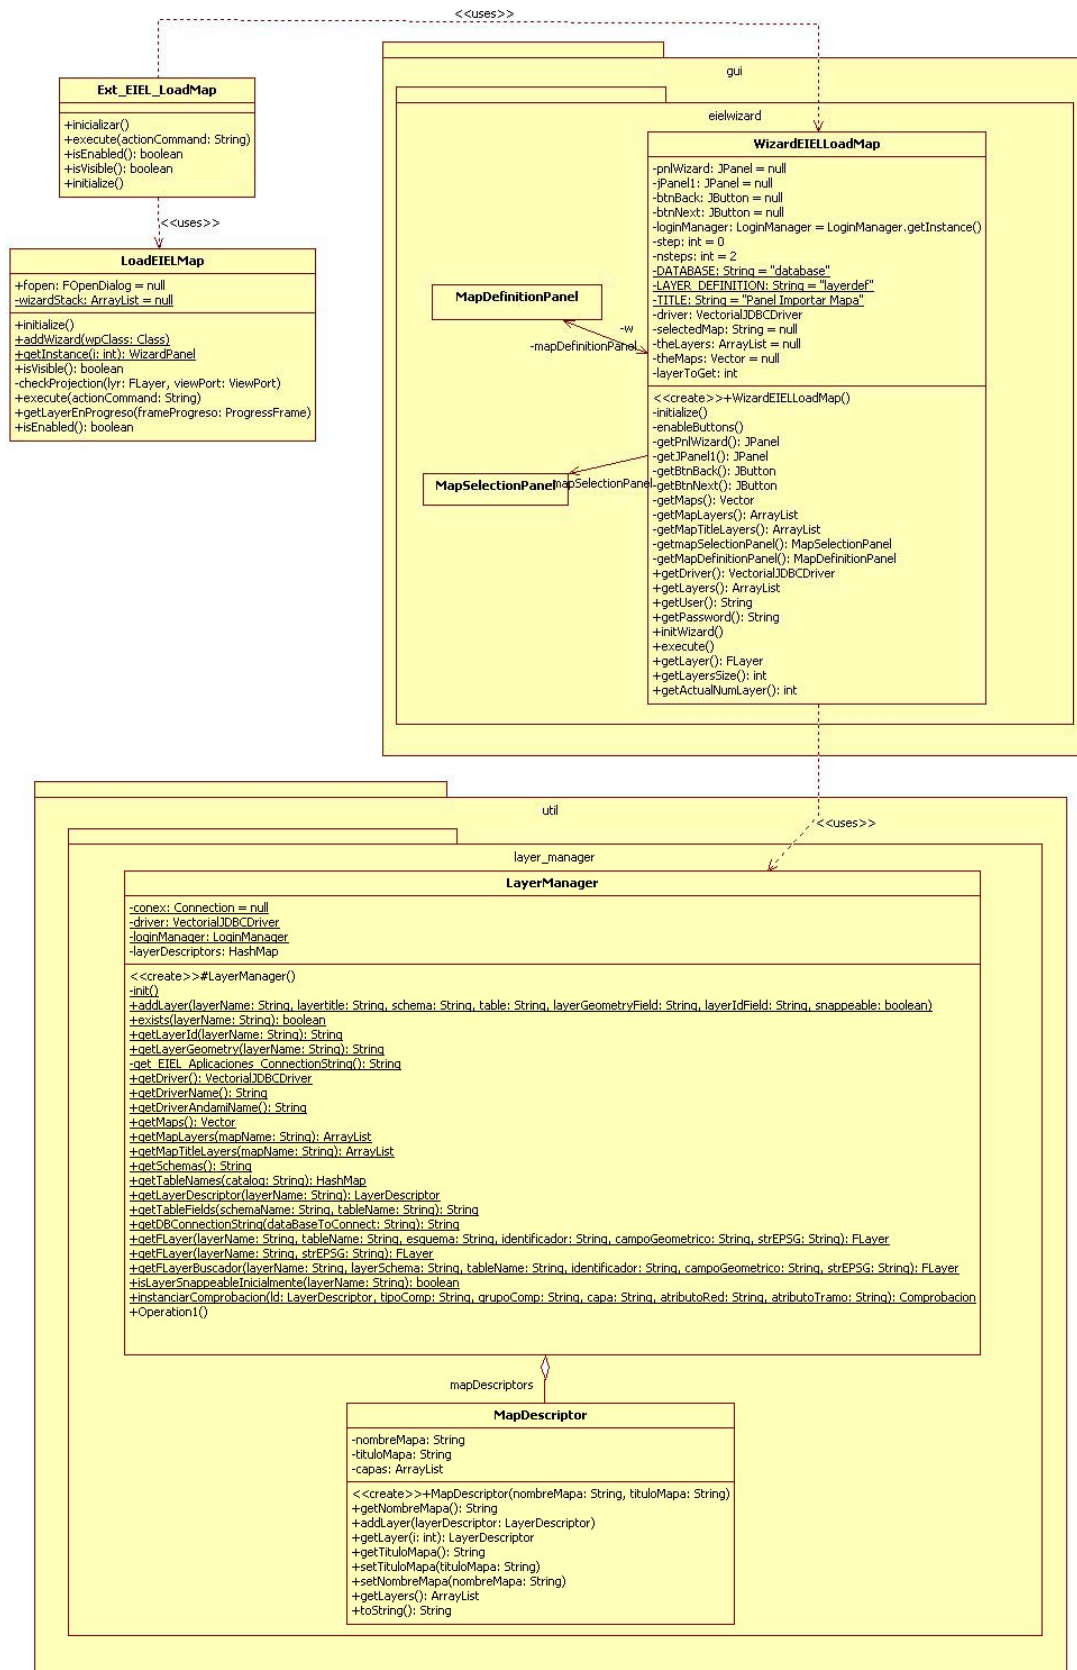 <<uses>>
Ext_EIEL_LoadMap
+inicializar()
+execute(actionCommand: String)
+isEnabled(): boolean
+isVisible(): boolean
+initialize()
<<uses>>
LoadEIELMap
+fopen: FOpenDialog = null
-wizardStack: ArrayList = null
+initialize()
+addWizard(wpClass: Class)
+getInstance(i: int): WizardPanel
+isVisible(): boolean
-checkProjection(lyr: FLayer, viewPort: ViewPort)
+execute(actionCommand: String)
+getLayerEnProgreso(frameProgreso: ProgressFrame)
+isEnabled(): boolean
gui
eielwizard
WizardEIELLoadMap
-pnlWizard: JPanel = null
-jPanel1: JPanel = null
-btnBack: JButton = null
-btnNext: JButton = null
-loginManager: LoginManager = LoginManager.getInstance()
-step: int = 0
-nsteps: int = 2
-DATABASE: String = "database"
-LAYER_DEFINITION: String = "layerdef"
-TITLE: String = "Panel Importar Mapa"
-driver: VectorialJDBCDriver
-selectedMap: String = null
-theLayers: ArrayList = null
-theMaps: Vector = null
-layerToGet: int
<<create>>+WizardEIELLoadMap()
-initialize()
-enableButtons()
-getPnlWizard(): JPanel
-getJPanel1(): JPanel
-getBtnBack(): JButton
-getBtnNext(): JButton
-getMaps(): Vector
-getMapLayers(): ArrayList
-getMapTitleLayers(): ArrayList
-getmapSelectionPanel(): MapSelectionPanel
-getMapDefinitionPanel(): MapDefinitionPanel
+getDriver(): VectorialJDBCDriver
+getLayers(): ArrayList
+getUser(): String
+getPassword(): String
+initWizard()
+execute()
+getLayer(): FLayer
+getLayersSize(): int
+getActualNumLayer(): int
MapDefinitionPanel
-w
-mapDefinitionPanel
MapSelectionPanel
-mapSelectionPanel
<<uses>>
util
layer_manager
LayerManager
-conex: Connection = null
-driver: VectorialJDBCDriver
-loginManager: LoginManager
-layerDescriptors: HashMap
<<create>>#LayerManager()
-init()
+addLayer(layerName: String, layertitle: String, schema: String, table: String, layerGeometryField: String, layerIdField: String, snappeable: boolean)
+exists(layerName: String): boolean
+getLayerId(layerName: String): String
+getLayerGeometry(layerName: String): String
-get_EIEL_Aplicaciones_ConnectionString(): String
+getDriver(): VectorialJDBCDriver
+getDriverName(): String
+getDriverAndamiName(): String
+getMaps(): Vector
+getMapLayers(mapName: String): ArrayList
+getMapTitleLayers(mapName: String): ArrayList
+getSchemas(): String
+getTableNames(catalog: String): HashMap
+getLayerDescriptor(layerName: String): LayerDescriptor
+getTableFields(schemaName: String, tableName: String): String
+getDBConnectionString(dataBaseToConnect: String): String
+getFLayer(layerName: String, tableName: String, esquema: String, identificador: String, campoGeometrico: String, strEPSG: String): FLayer
+getFLayer(layerName: String, strEPSG: String): FLayer
+getFLayerBuscador(layerName: String, layerSchema: String, tableName: String, identificador: String, campoGeometrico: String, strEPSG: String): FLayer
+isLayerSnappeableInicialmente(layerName: String): boolean
+instanciarComprobacion(ld: LayerDescriptor, tipoComp: String, grupoComp: String, capa: String, atributoRed: String, atributoTramo: String): Comprobacion
+Operation1()
mapDescriptors
MapDescriptor
-nombreMapa: String
-tituloMapa: String
-capas: ArrayList
<<create>>+MapDescriptor(nombreMapa: String, tituloMapa: String)
+getNombreMapa(): String
+addLayer(layerDescriptor: LayerDescriptor)
+getLayer(i: int): LayerDescriptor
+getTituloMapa(): String
+setTituloMapa(tituloMapa: String)
+setNombreMapa(nombreMapa: String)
+getLayers(): ArrayList
+toString(): String